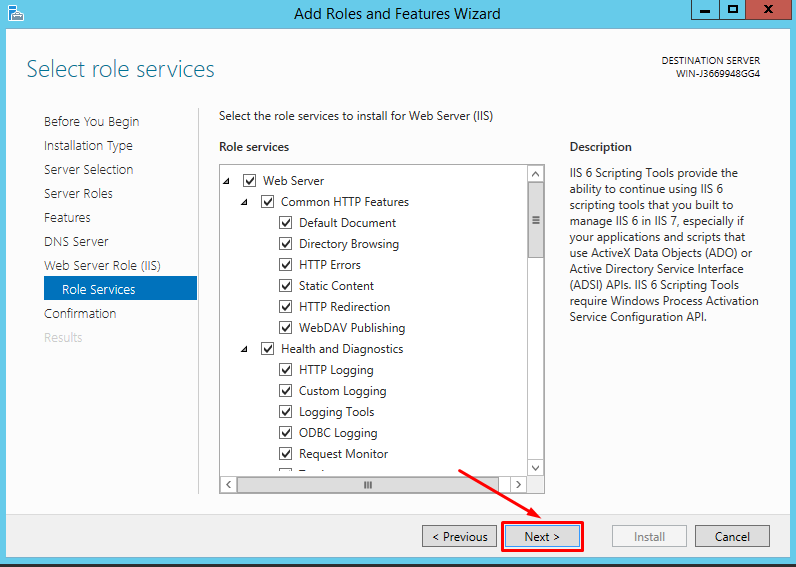 Add Roles and Features Wizard
Select role services
DESTINATION SERVER
WIN-J3669948GG4
Before You Begin
Installation Type
Server Selection
Server Roles
Features
DNS Server
Web Server Role (IIS)
Role Services
Confirmation
Results
Select the role services to install for Web Server (IIS)
Role services
Web Server
Common HTTP Features
Default Document
Directory Browsing
HTTP Errors
Static Content
HTTP Redirection
WebDAV Publishing
Health and Diagnostics
HTTP Logging
Custom Logging
Logging Tools
ODBC Logging
Request Monitor
Description
IIS 6 Scripting Tools provide the
ability to continue using IIS 6
scripting tools that you built to
manage IIS 6 in IIS 7, especially if
your applications and scripts that
use ActiveX Data Objects (ADO) or
Active Directory Service Interface
(ADSI) APIs. IIS 6 Scripting Tools
require Windows Process Activation
Service Configuration API.
< Previous
Next >
Install
Cancel